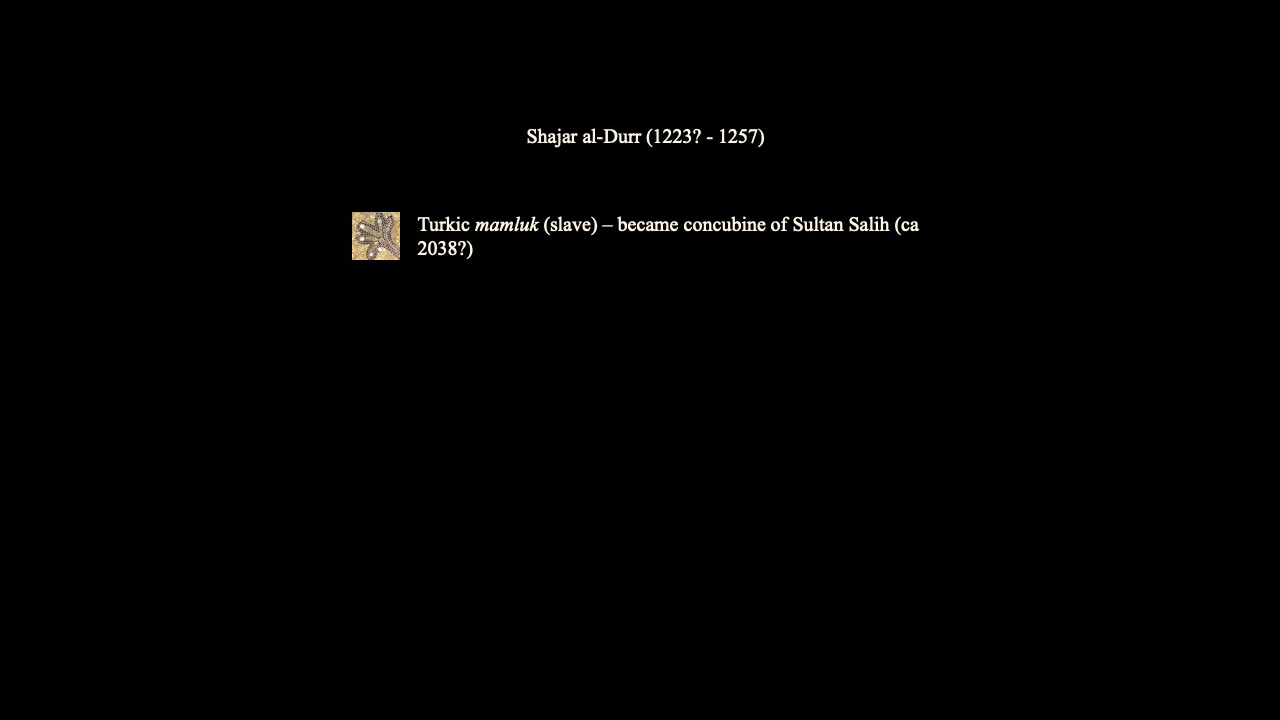 Shajar al-Durr (1223? - 1257)
Turkic mamluk (slave) – became concubine of Sultan Salih (ca
2038?)